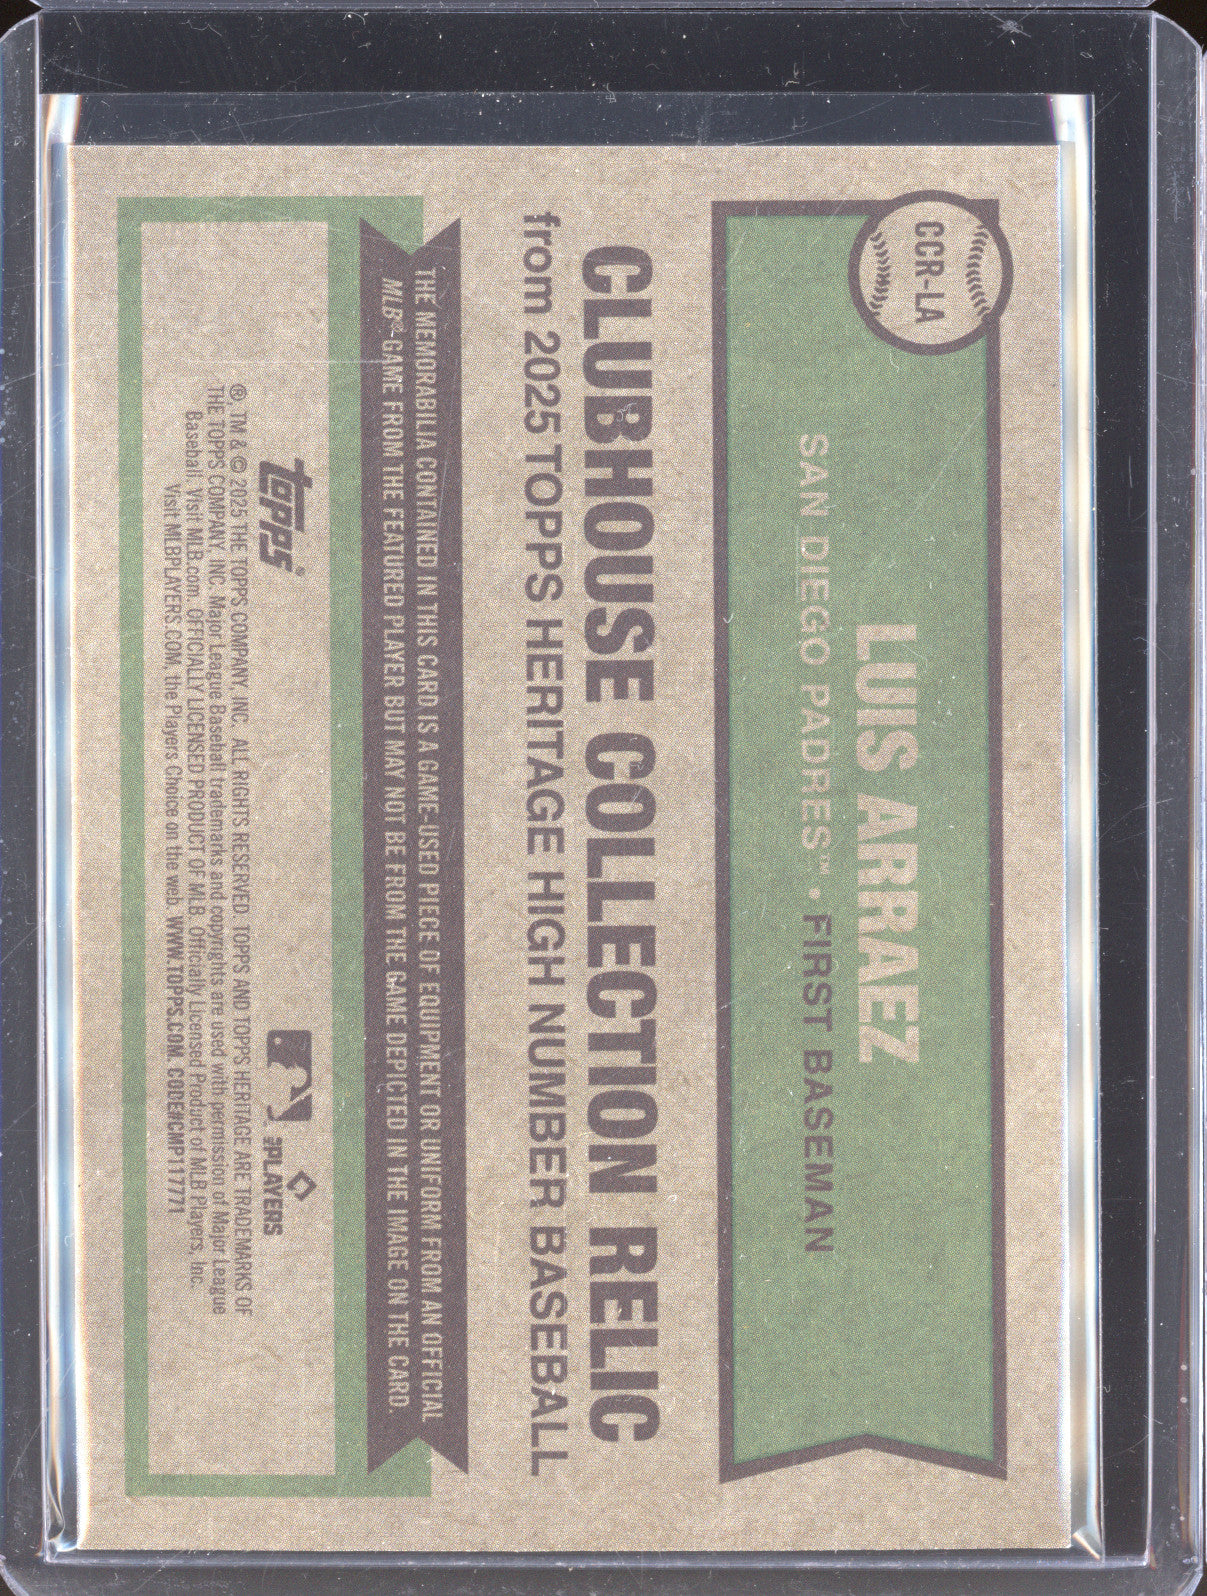 CCR-LA
LUIS ARRAEZ
SAN DIEGO PADRES™ • FIRST BASEMAN
CLUBHOUSE COLLECTION RELIC
from 2025 TOPPS HERITAGE HIGH NUMBER BASEBALL
THE MEMORABILIA CONTAINED IN THIS CARD IS A GAME-USED PIECE OF EQUIPMENT OR UNIFORM FROM AN OFFICIAL
MLB®-GAME FROM THE FEATURED PLAYER BUT MAY NOT BE FROM THE GAME DEPICTED IN THE IMAGE ON THE CARD.
topps®
MLB PLAYERS
®, TM & © 2025 THE TOPPS COMPANY, INC. ALL RIGHTS RESERVED. TOPPS AND TOPPS HERITAGE ARE TRADEMARKS OF
THE TOPPS COMPANY, INC. Major League Baseball trademarks and copyrights are used with permission of Major League
Baseball. Visit MLB.com. OFFICIALLY LICENSED PRODUCT OF MLB. Officially Licensed Product of MLB Players, Inc.
Visit MLBPLAYERS.COM, the Players Choice on the web. WWW.TOPPS.COM. CODE#CMP117771